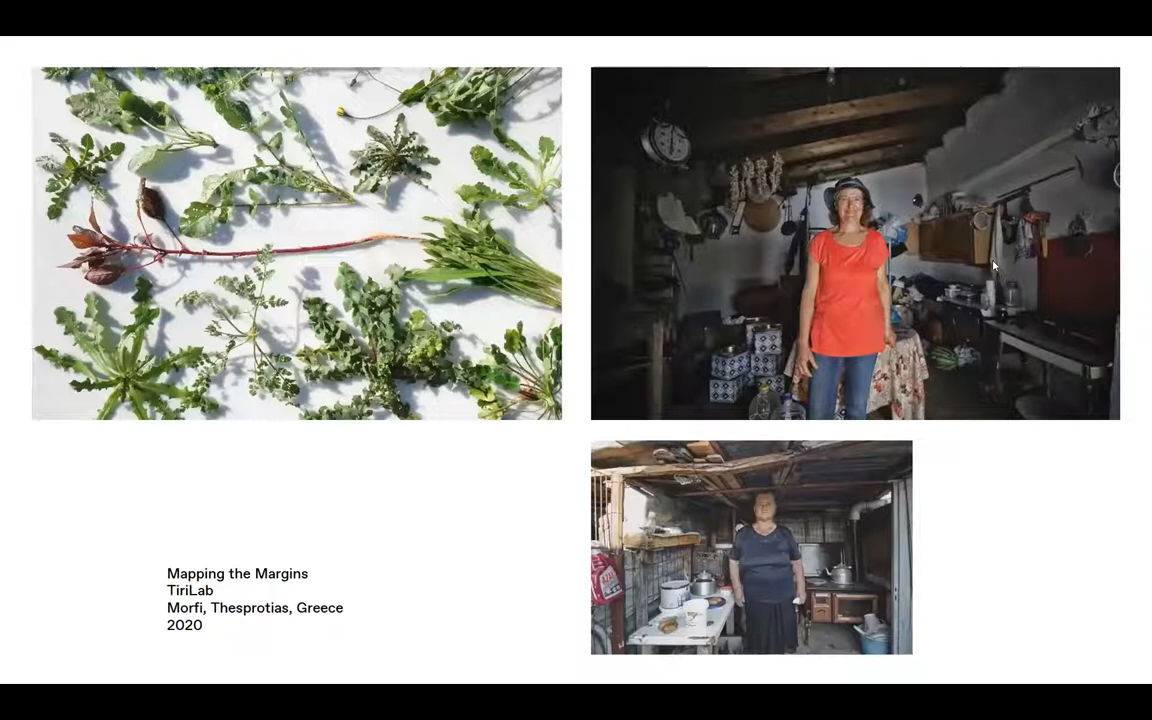 Mapping the Margins
TiriLab
Morfi, Thesprotias, Greece
2020